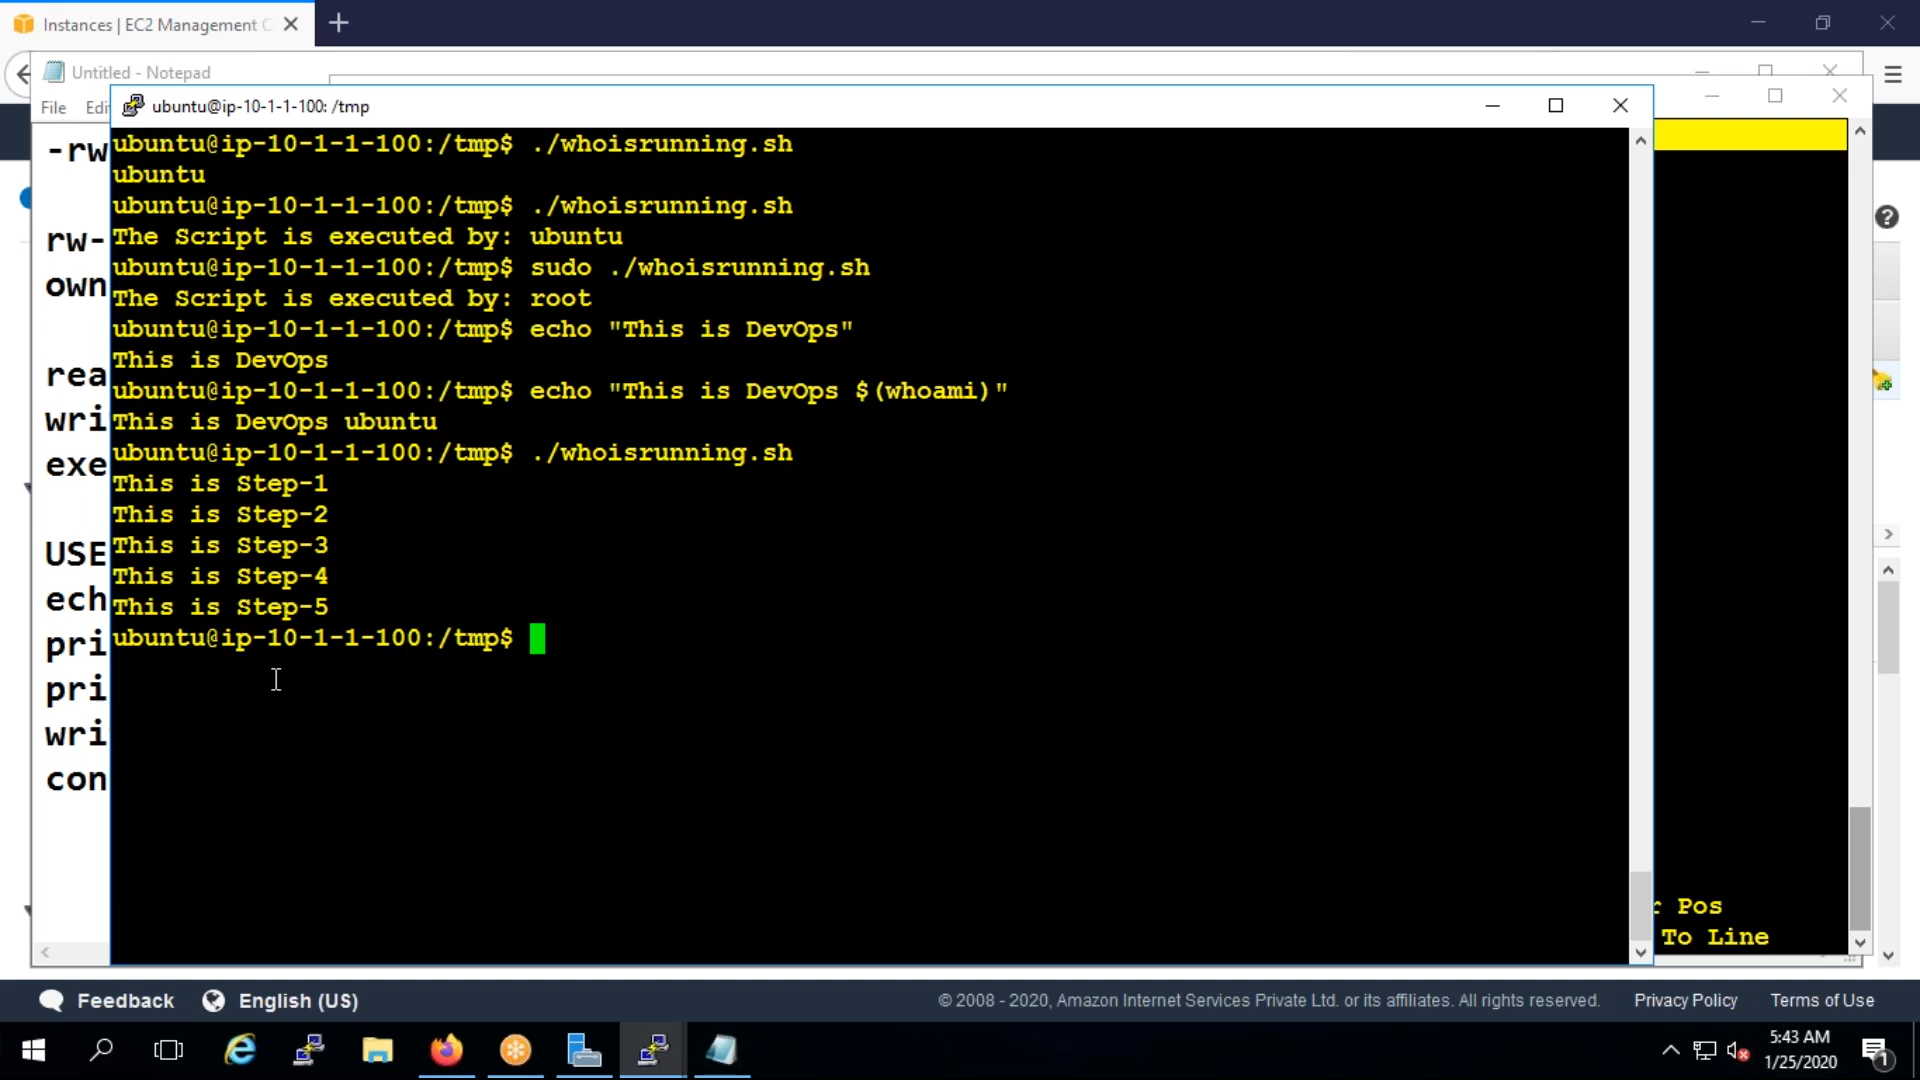 Instances | EC2 Management C
Untitled - Notepad
File Edi
ubuntu@ip-10-1-1-100: /tmp
-rw
rw-
own
rea
wri
exe
USE
ech
pri
pri
wri
con
ubuntu@ip-10-1-1-100:/tmp$ ./whoisrunning.sh
ubuntu
ubuntu@ip-10-1-1-100:/tmp$ ./whoisrunning.sh
The Script is executed by: ubuntu
ubuntu@ip-10-1-1-100:/tmp$ sudo ./whoisrunning.sh
The Script is executed by: root
ubuntu@ip-10-1-1-100:/tmp$ echo "This is DevOps"
This is DevOps
ubuntu@ip-10-1-1-100:/tmp$ echo "This is DevOps $(whoami)"
This is DevOps ubuntu
ubuntu@ip-10-1-1-100:/tmp$ ./whoisrunning.sh
This is Step-1
This is Step-2
This is Step-3
This is Step-4
This is Step-5
ubuntu@ip-10-1-1-100:/tmp$
r Pos
To Line
Feedback English (US)
© 2008 - 2020, Amazon Internet Services Private Ltd. or its affiliates. All rights reserved. Privacy Policy Terms of Use
5:43 AM
1/25/2020
1